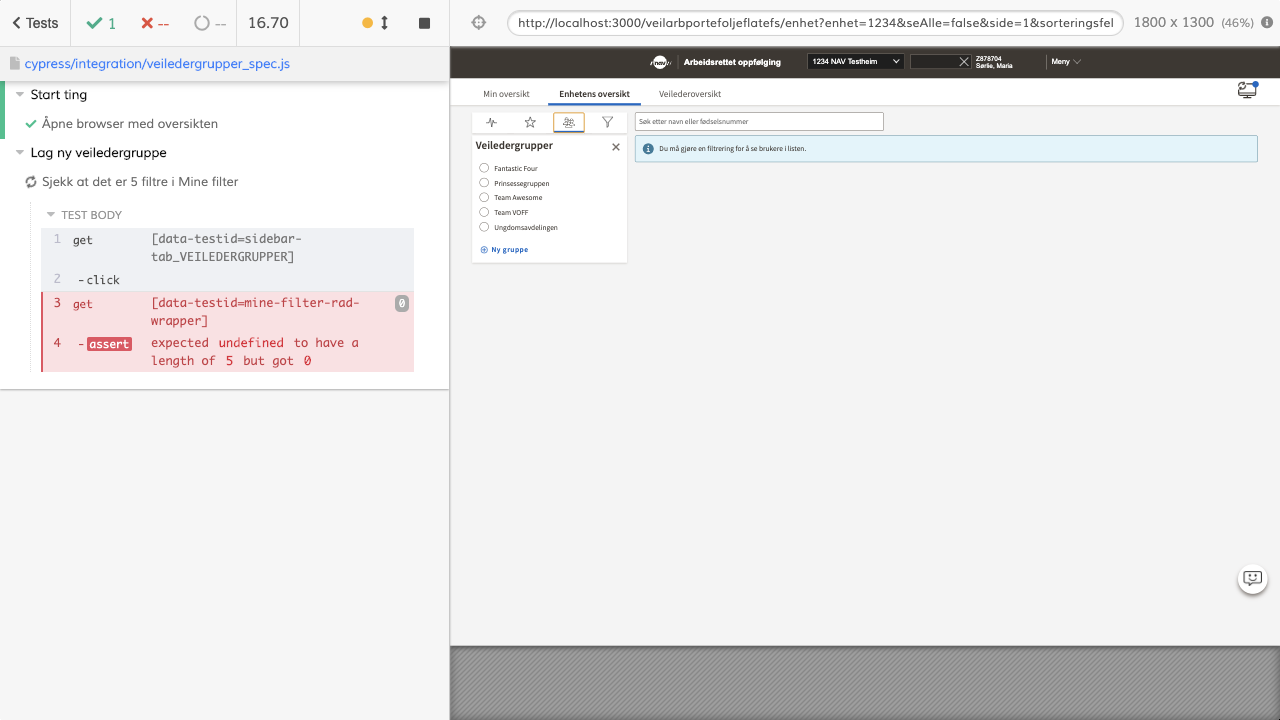 Tests
1
--
--
16.70
http://localhost:3000/veilarbportefoljeflatefs/enhet?enhet=1234&seAlle=false&side=1&sorteringsfel
1800 x 1300 (46%)
cypress/integration/veiledergrupper_spec.js
Start ting
Åpne browser med oversikten
Lag ny veiledergruppe
Sjekk at det er 5 filtre i Mine filter
TEST BODY
1 get [data-testid=sidebar-
tab_VEILEDERGRUPPER]
2 -click
3 get [data-testid=mine-filter-rad- 0
wrapper]
4 -assert expected undefined to have a
length of 5 but got 0
nav
Arbeidsrettet oppfølging
1234 NAV Testheim
Z878704
Sørlie, Maria
Meny
Min oversikt
Enhetens oversikt
Veilederoversikt
Søk etter navn eller fødselsnummer
Veiledergrupper
Du må gjøre en filtrering for å se brukere i listen.
Fantastic Four
Prinsessegruppen
Team Awesome
Team VOFF
Ungdomsavdelingen
Ny gruppe